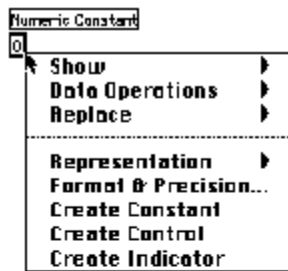 Numeric Constant
0
Show
Data Operations
Replace
Representation
Format & Precision...
Create Constant
Create Control
Create Indicator